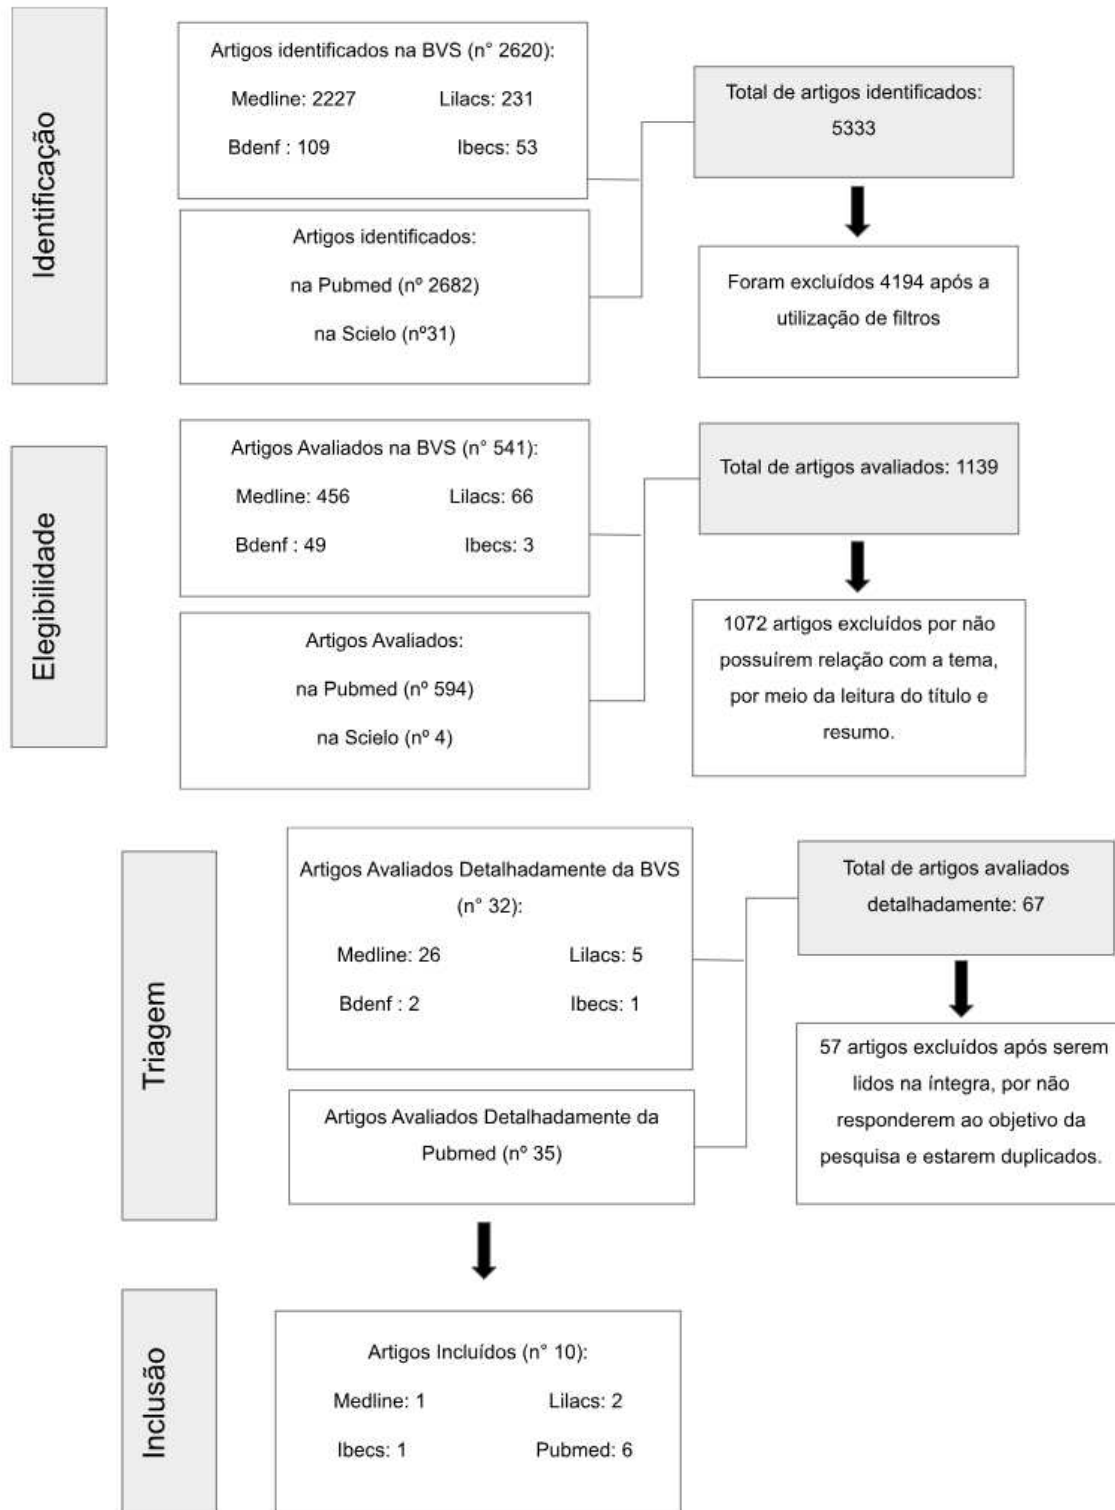 Identificação
Artigos identificados na BVS (n° 2620):
Medline: 2227 Lilacs: 231
Bdenf : 109 Ibecs: 53
Artigos identificados:
na Pubmed (nº 2682)
na Scielo (nº31)
Total de artigos identificados:
5333
Foram excluídos 4194 após a
utilização de filtros
Elegibilidade
Artigos Avaliados na BVS (n° 541):
Medline: 456 Lilacs: 66
Bdenf : 49 Ibecs: 3
Artigos Avaliados:
na Pubmed (nº 594)
na Scielo (nº 4)
Total de artigos avaliados: 1139
1072 artigos excluídos por não
possuírem relação com a tema,
por meio da leitura do título e
resumo.
Triagem
Artigos Avaliados Detalhadamente da BVS
(n° 32):
Medline: 26 Lilacs: 5
Bdenf : 2 Ibecs: 1
Artigos Avaliados Detalhadamente da
Pubmed (nº 35)
Total de artigos avaliados
detalhadamente: 67
57 artigos excluídos após serem
lidos na íntegra, por não
responderem ao objetivo da
pesquisa e estarem duplicados.
Inclusão
Artigos Incluídos (n° 10):
Medline: 1 Lilacs: 2
Ibecs: 1 Pubmed: 6